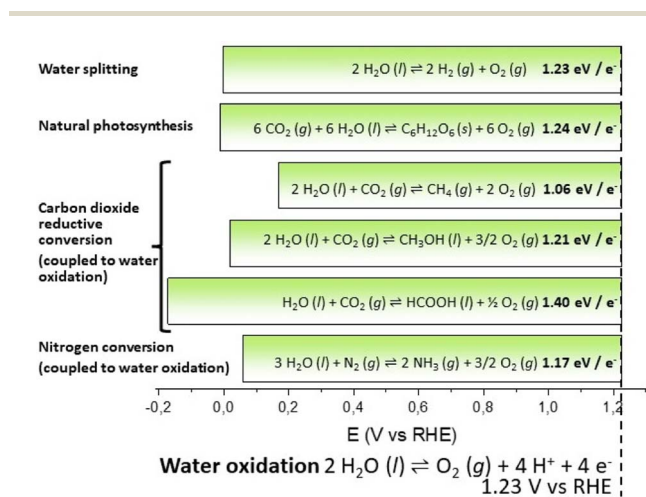 Water splitting
2 H₂O (l) ⇌ 2 H₂ (g) + O₂ (g) 1.23 eV / e⁻
Natural photosynthesis
6 CO₂ (g) + 6 H₂O (l) ⇌ C₆H₁₂O₆ (s) + 6 O₂ (g) 1.24 eV / e⁻
2 H₂O (l) + CO₂ (g) ⇌ CH₄ (g) + 2 O₂ (g) 1.06 eV / e⁻
Carbon dioxide
reductive
conversion
(coupled to water
oxidation)
2 H₂O (l) + CO₂ (g) ⇌ CH₃OH (l) + 3/2 O₂ (g) 1.21 eV / e⁻
H₂O (l) + CO₂ (g) ⇌ HCOOH (l) + ½ O₂ (g) 1.40 eV / e⁻
Nitrogen conversion
(coupled to water oxidation)
3 H₂O (l) + N₂ (g) ⇌ 2 NH₃ (g) + 3/2 O₂ (g) 1.17 eV / e⁻
-0,2 0,0 0,2 0,4 0,6 0,8 1,0 1,2
E (V vs RHE)
Water oxidation 2 H₂O (l) ⇌ O₂ (g) + 4 H⁺ + 4 e⁻
1.23 V vs RHE